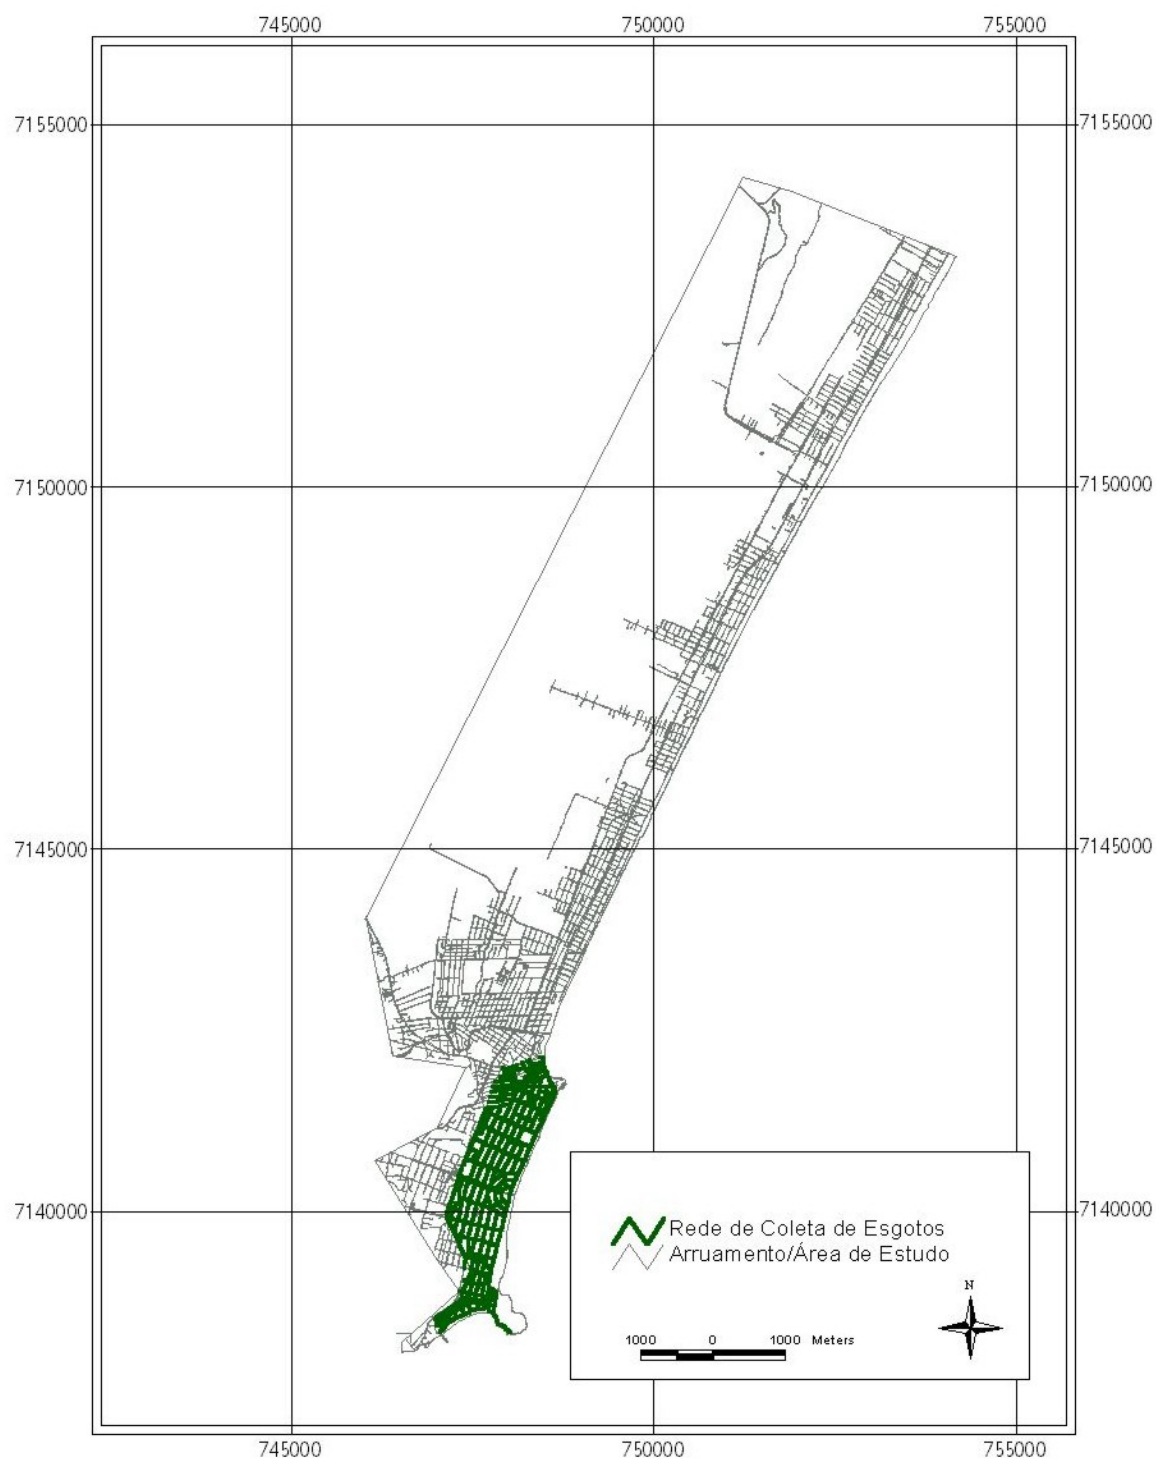 745000 750000 755000
7155000 7155000
7150000 7150000
7145000 7145000
7140000 7140000
Rede de Coleta de Esgotos
Arruamento/Área de Estudo
N
1000 0 1000 Meters
745000 750000 755000